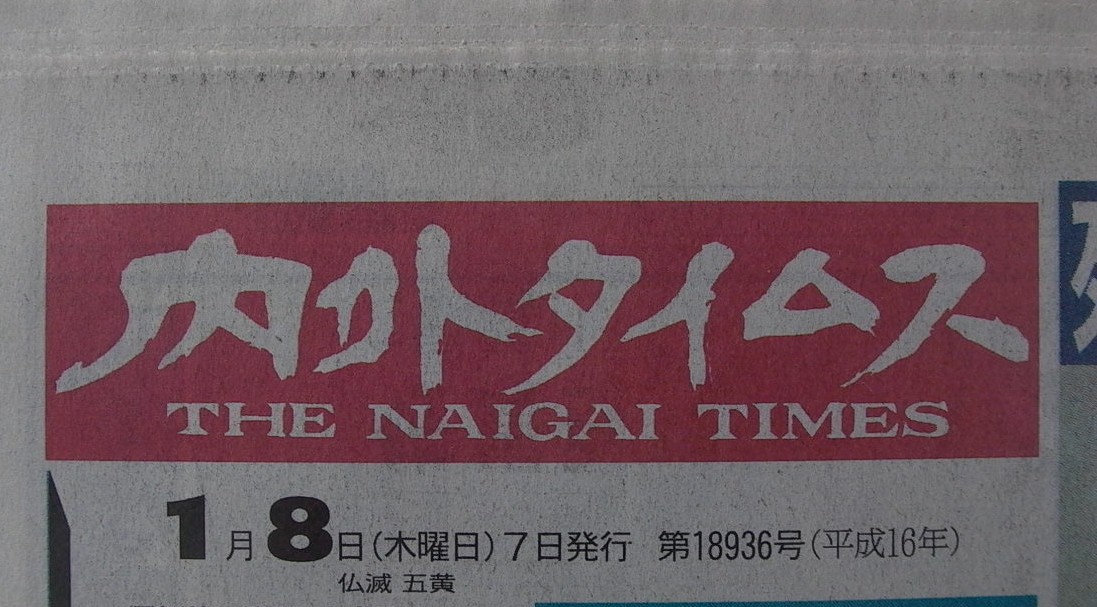 内外タイムス
THE NAIGAI TIMES
1月8日(木曜日)7日発行 第18936号(平成16年)
仏滅 五黄